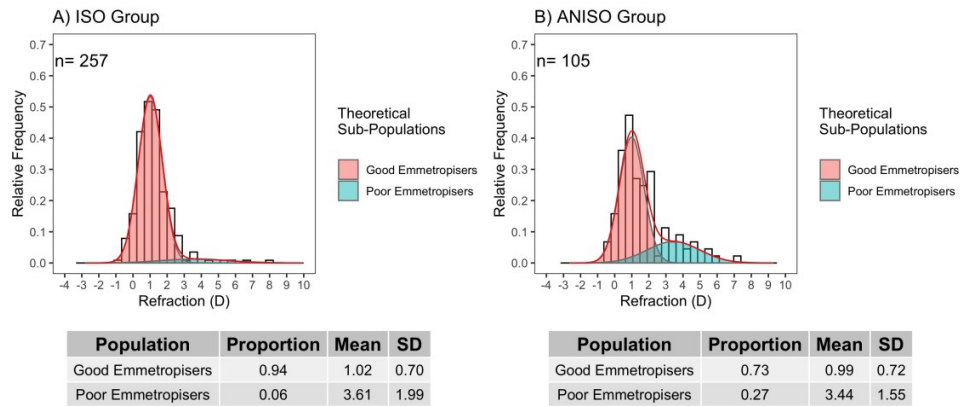 A) ISO Group
n= 257
0.7
0.6
0.5
0.4
0.3
0.2
0.1
0.0
Relative Frequency
-4 -3 -2 -1 0 1 2 3 4 5 6 7 8 9 10
Refraction (D)
Theoretical
Sub-Populations
Good Emmetropisers
Poor Emmetropisers
Population Proportion Mean SD
Good Emmetropisers 0.94 1.02 0.70
Poor Emmetropisers 0.06 3.61 1.99
B) ANISO Group
n= 105
0.7
0.6
0.5
0.4
0.3
0.2
0.1
0.0
Relative Frequency
-4 -3 -2 -1 0 1 2 3 4 5 6 7 8 9 10
Refraction (D)
Theoretical
Sub-Populations
Good Emmetropisers
Poor Emmetropisers
Population Proportion Mean SD
Good Emmetropisers 0.73 0.99 0.72
Poor Emmetropisers 0.27 3.44 1.55